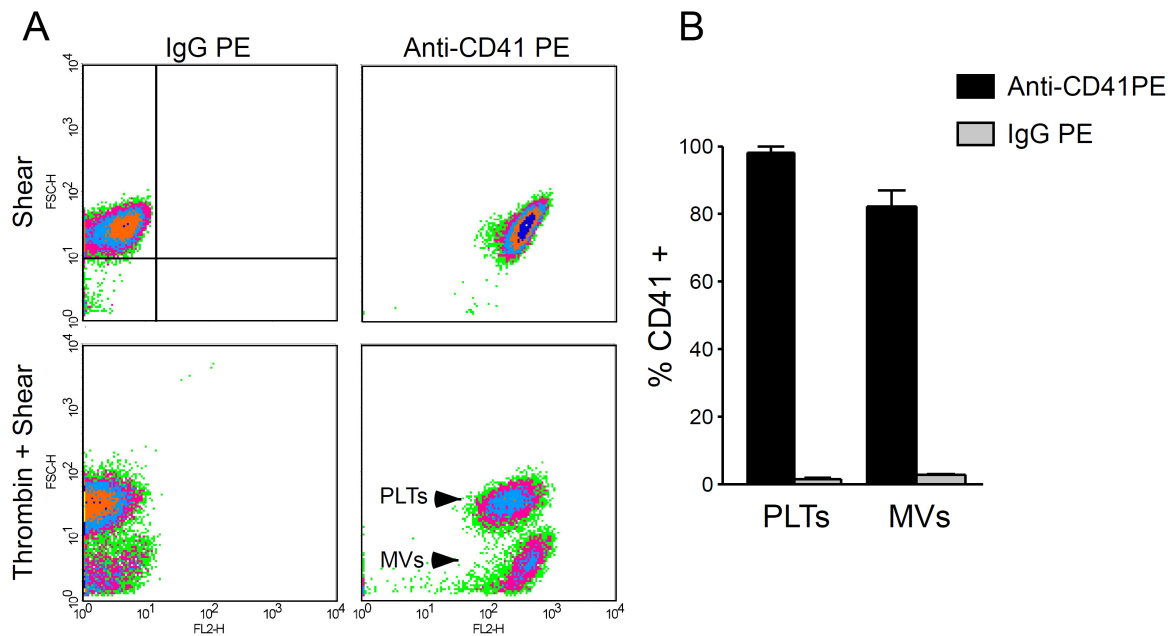 A
B
IgG PE
Anti-CD41 PE
Shear
FSC-H
10^0 10^1 10^2 10^3 10^4
Thrombin + Shear
FSC-H
10^0 10^1 10^2 10^3 10^4
PLTs
MVs
10^0 10^1 10^2 10^3 10^4
FL2-H
10^0 10^1 10^2 10^3 10^4
FL2-H
Anti-CD41PE
IgG PE
% CD41 +
100
80
60
40
20
0
PLTs MVs